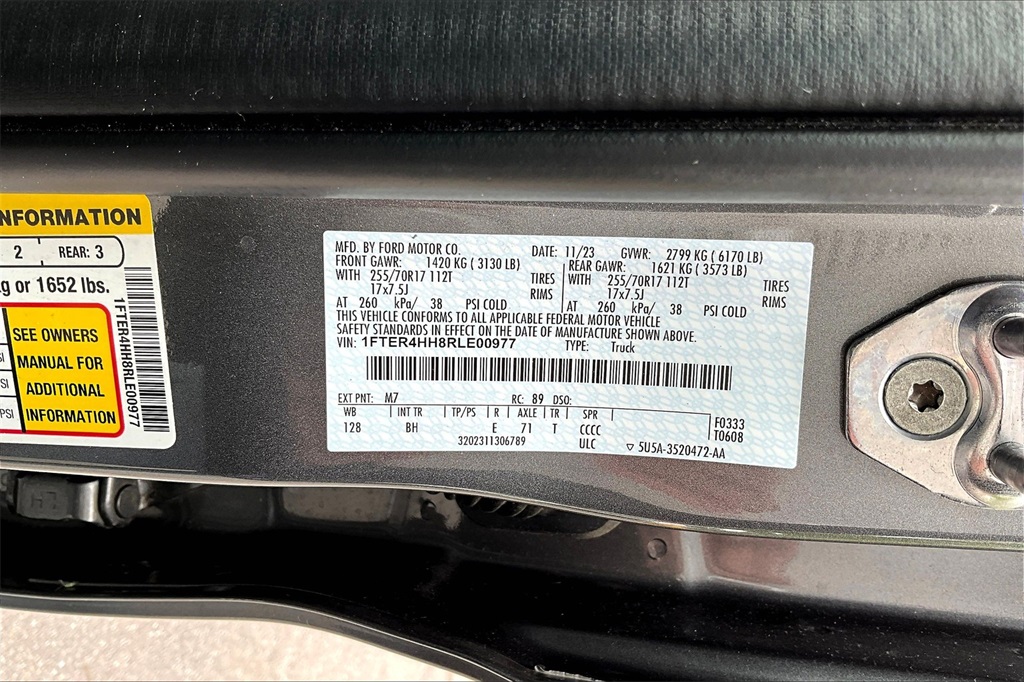 NFORMATION
2 REAR: 3
g or 1652 lbs.
SEE OWNERS
MANUAL FOR
ADDITIONAL
INFORMATION
SI
SI
PSI
1FTER4HH8RLE00977
MFD. BY FORD MOTOR CO. DATE: 11/23 GVWR: 2799 KG ( 6170 LB)
FRONT GAWR: 1420 KG ( 3130 LB) REAR GAWR: 1621 KG ( 3573 LB)
WITH 255/70R17 112T TIRES WITH 255/70R17 112T TIRES
17x7.5J RIMS 17x7.5J RIMS
AT 260 kPa/ 38 PSI COLD AT 260 kPa/ 38 PSI COLD
THIS VEHICLE CONFORMS TO ALL APPLICABLE FEDERAL MOTOR VEHICLE
SAFETY STANDARDS IN EFFECT ON THE DATE OF MANUFACTURE SHOWN ABOVE.
VIN: 1FTER4HH8RLE00977 TYPE: Truck
EXT PNT: M7 RC: 89 DSO:
WB INT TR TP/PS R AXLE TR SPR F0333
128 BH E 71 T CCCC T0608
3202311306789 ULC ▽ 5U5A-3520472-AA